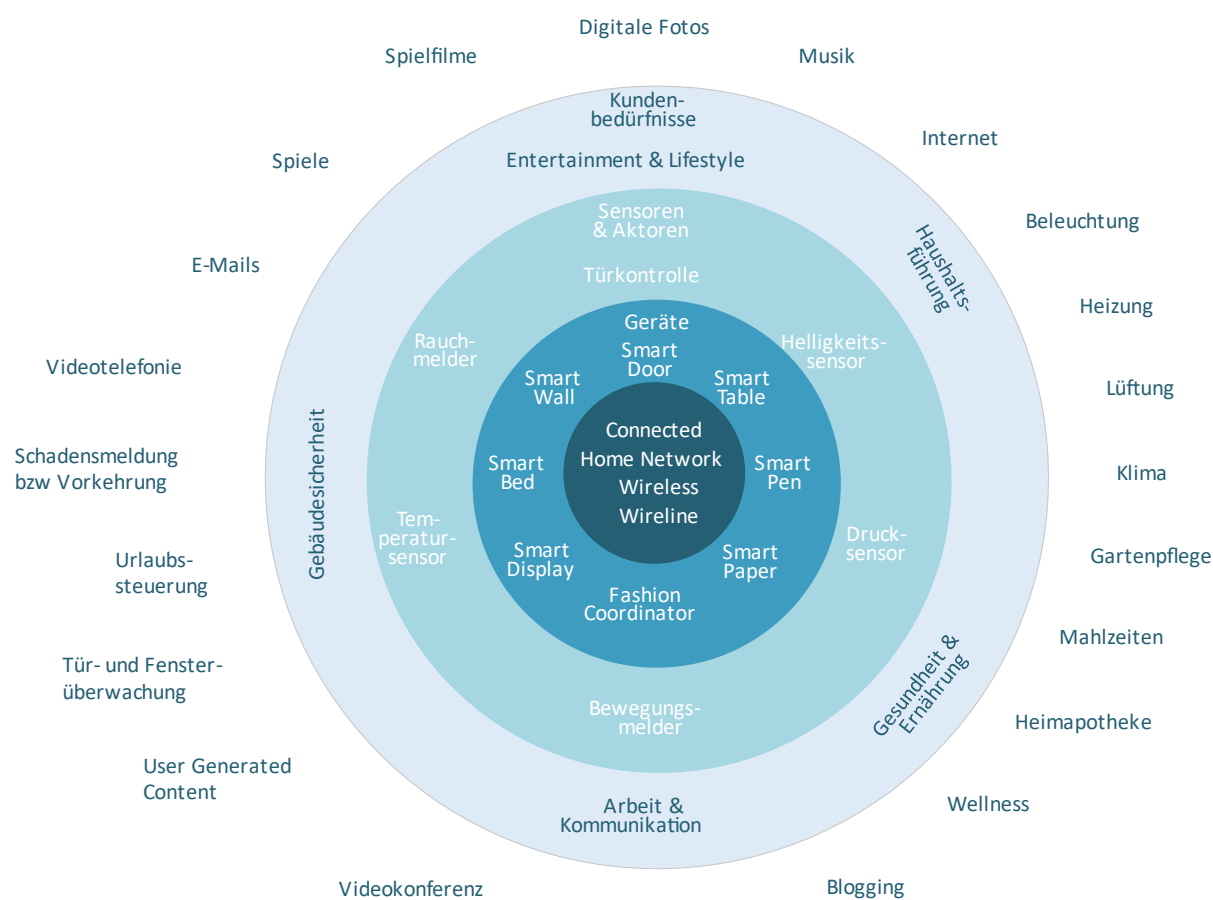 Digitale Fotos
Spielfilme
Musik
Internet
Spiele
Beleuchtung
E-Mails
Heizung
Videotelefonie
Lüftung
Schadensmeldung
bzw Vorkehrung
Klima
Urlaubs-
steuerung
Gartenpflege
Tür- und Fenster-
überwachung
Mahlzeiten
Heimapotheke
User Generated
Content
Wellness
Videokonferenz
Blogging
Kunden-
bedürfnisse
Entertainment & Lifestyle
Haushalts-
führung
Gebäudesicherheit
Gesundheit &
Ernährung
Arbeit &
Kommunikation
Sensoren
& Aktoren
Türkontrolle
Rauch-
melder
Helligkeits-
sensor
Tem-
peratur-
sensor
Druck-
sensor
Bewegungs-
melder
Geräte
Smart
Door
Smart
Wall
Smart
Table
Smart
Bed
Smart
Pen
Smart
Display
Smart
Paper
Fashion
Coordinator
Connected
Home Network
Wireless
Wireline